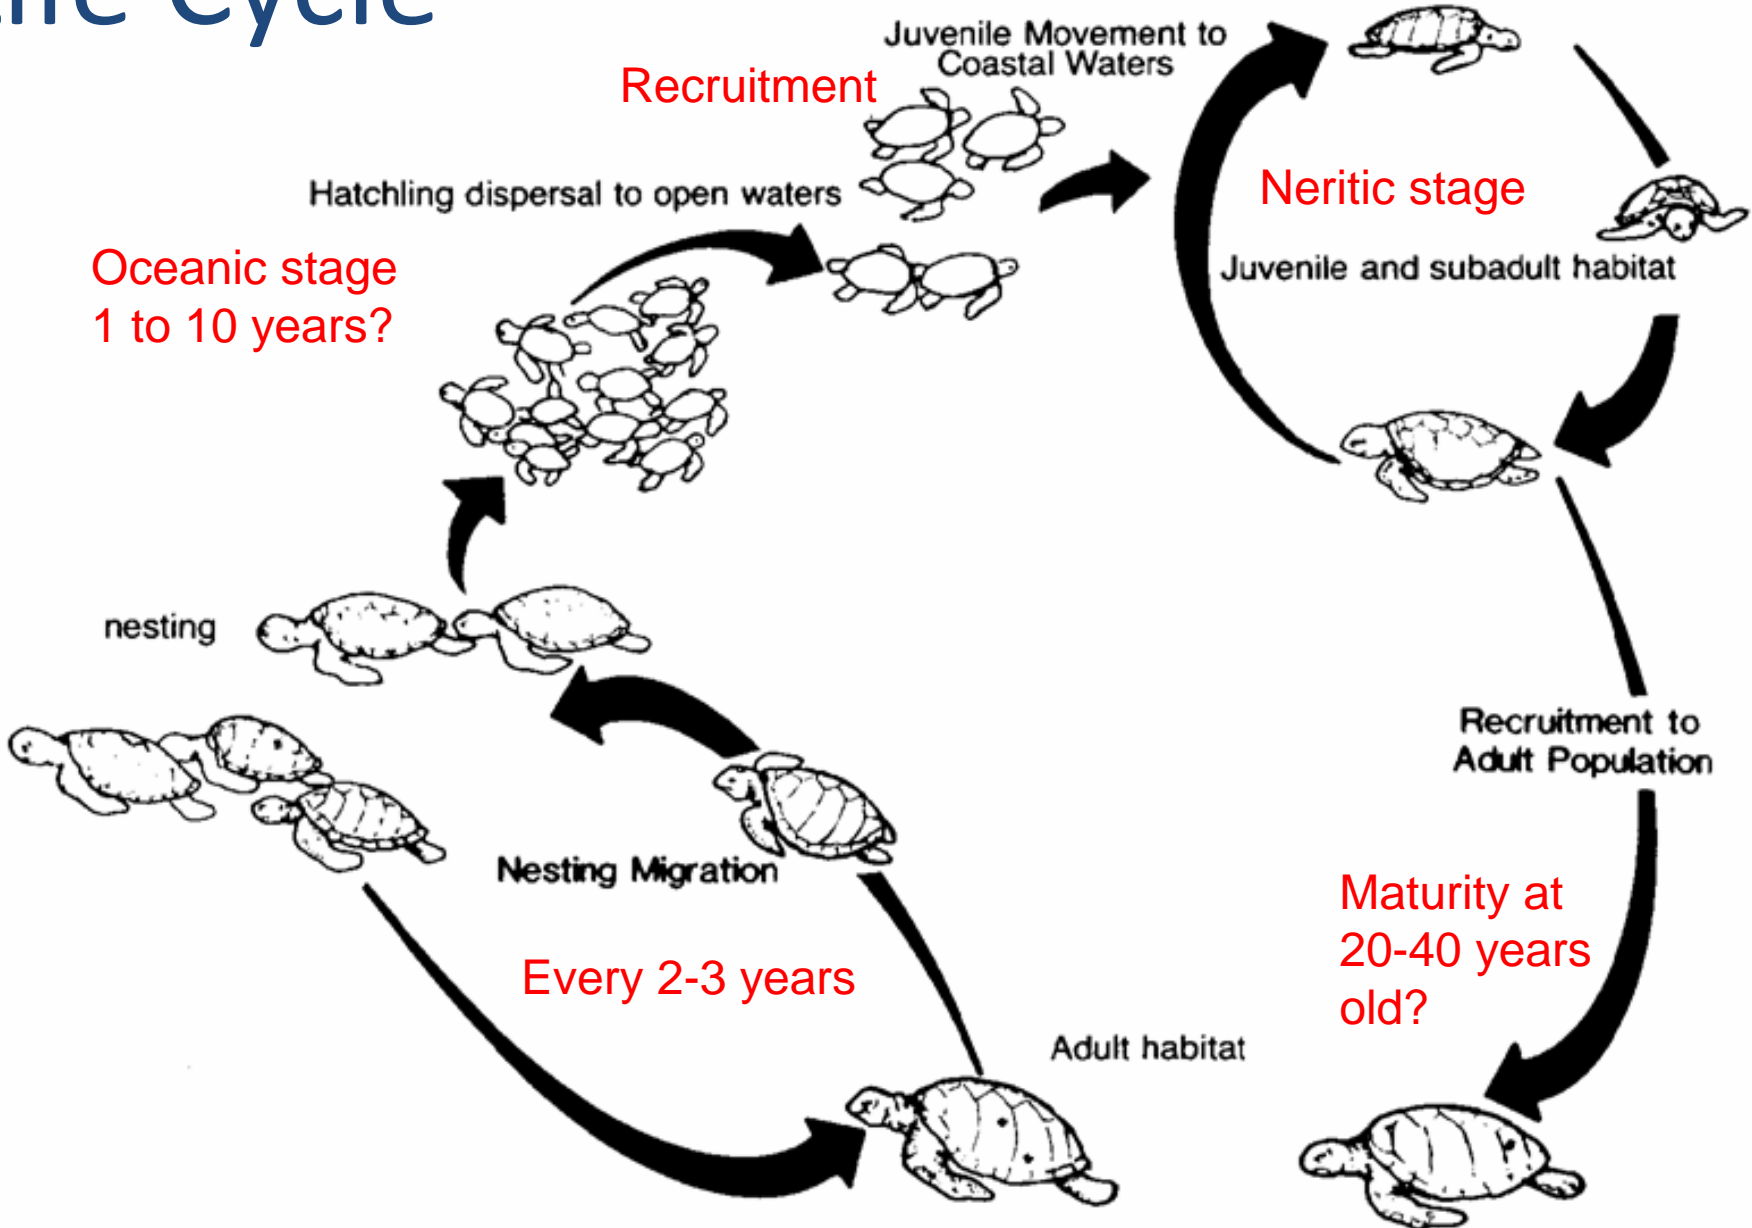 Life Cycle
Juvenile Movement to
Coastal Waters
Recruitment
Hatchling dispersal to open waters
Neritic stage
Juvenile and subadult habitat
Oceanic stage
1 to 10 years?
nesting
Recruitment to
Adult Population
Nesting Migration
Maturity at
20-40 years
old?
Every 2-3 years
Adult habitat